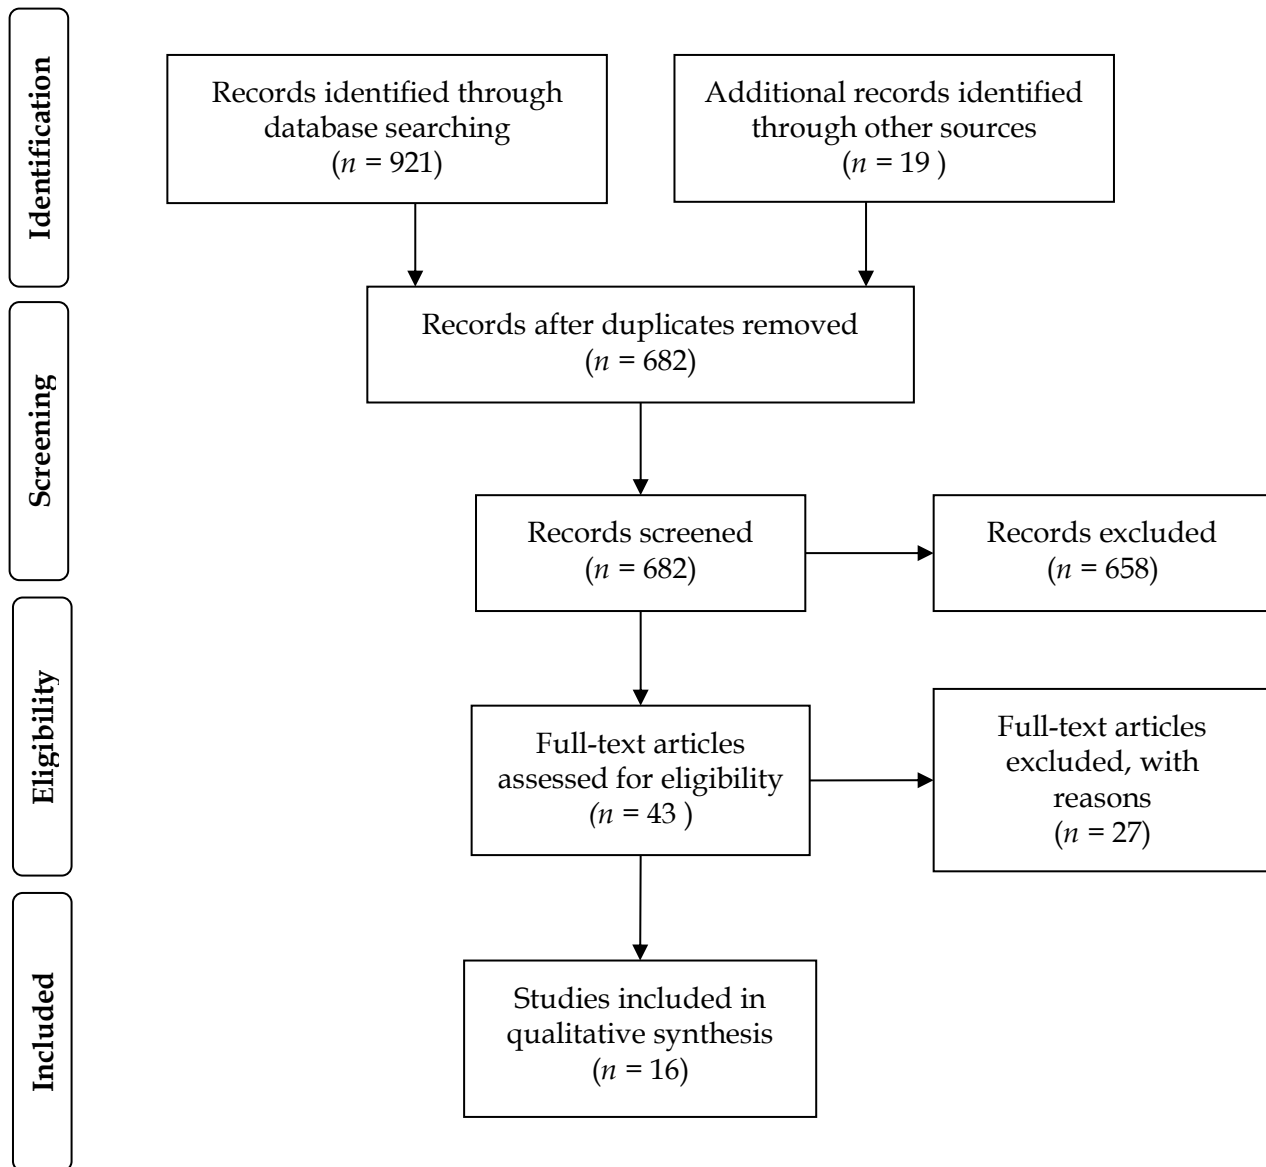 Identification
Records identified through
database searching
(n = 921)
Additional records identified
through other sources
(n = 19 )
Records after duplicates removed
(n = 682)
Screening
Records screened
(n = 682)
Records excluded
(n = 658)
Eligibility
Full-text articles
assessed for eligibility
(n = 43 )
Full-text articles
excluded, with
reasons
(n = 27)
Included
Studies included in
qualitative synthesis
(n = 16)